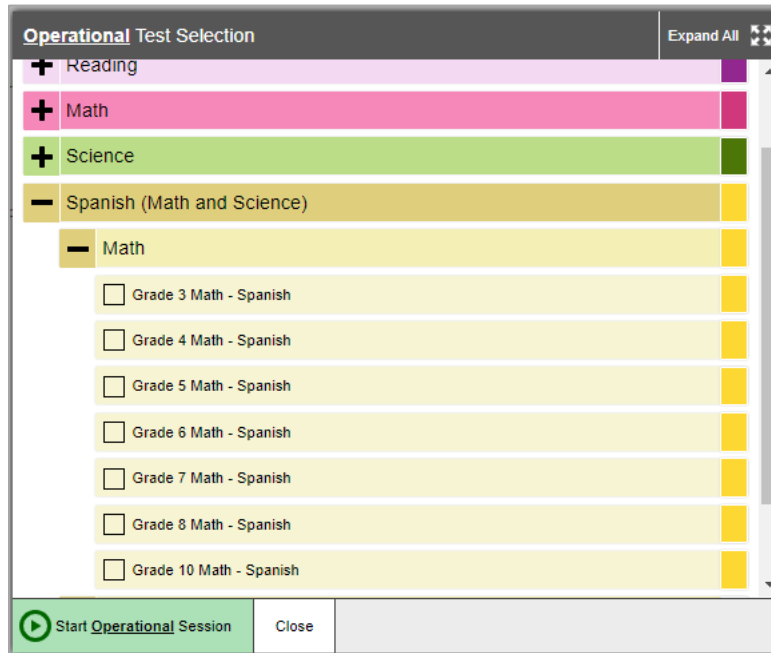 Operational Test Selection
Expand All
Reading
Math
Science
Spanish (Math and Science)
Math
Grade 3 Math - Spanish
Grade 4 Math - Spanish
Grade 5 Math - Spanish
Grade 6 Math - Spanish
Grade 7 Math - Spanish
Grade 8 Math - Spanish
Grade 10 Math - Spanish
Start Operational Session
Close